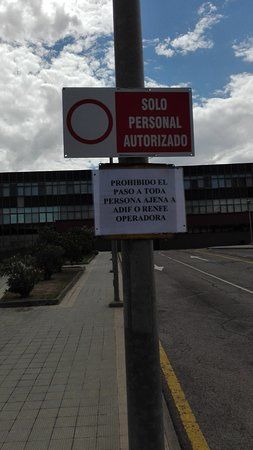 SOLO
PERSONAL
AUTORIZADO
PROHIBIDO EL
PASO A TODA
PERSONA AJENA A
ADIF O RENFE
OPERADORA